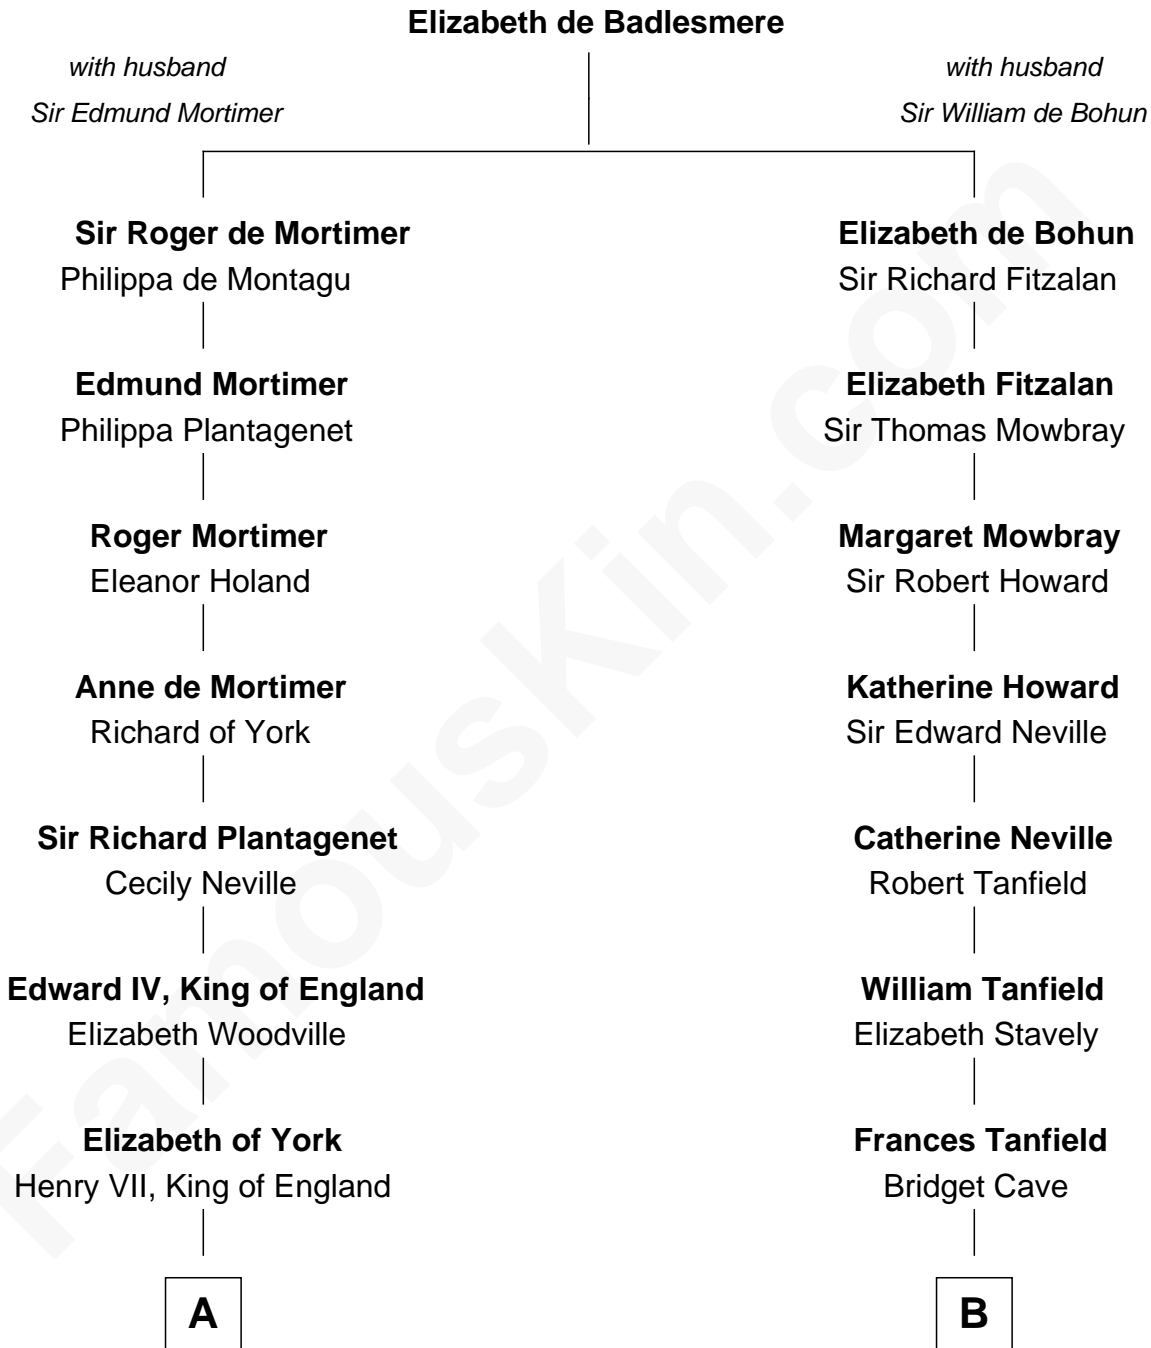 Elizabeth de Badlesmere
with husband
Sir Edmund Mortimer
with husband
Sir William de Bohun
Sir Roger de Mortimer
Philippa de Montagu
Elizabeth de Bohun
Sir Richard Fitzalan
Edmund Mortimer
Philippa Plantagenet
Elizabeth Fitzalan
Sir Thomas Mowbray
Roger Mortimer
Eleanor Holand
Margaret Mowbray
Sir Robert Howard
Anne de Mortimer
Richard of York
Katherine Howard
Sir Edward Neville
Sir Richard Plantagenet
Cecily Neville
Catherine Neville
Robert Tanfield
Edward IV, King of England
Elizabeth Woodville
William Tanfield
Elizabeth Stavely
Elizabeth of York
Henry VII, King of England
Frances Tanfield
Bridget Cave
A
B
FamousKin.com